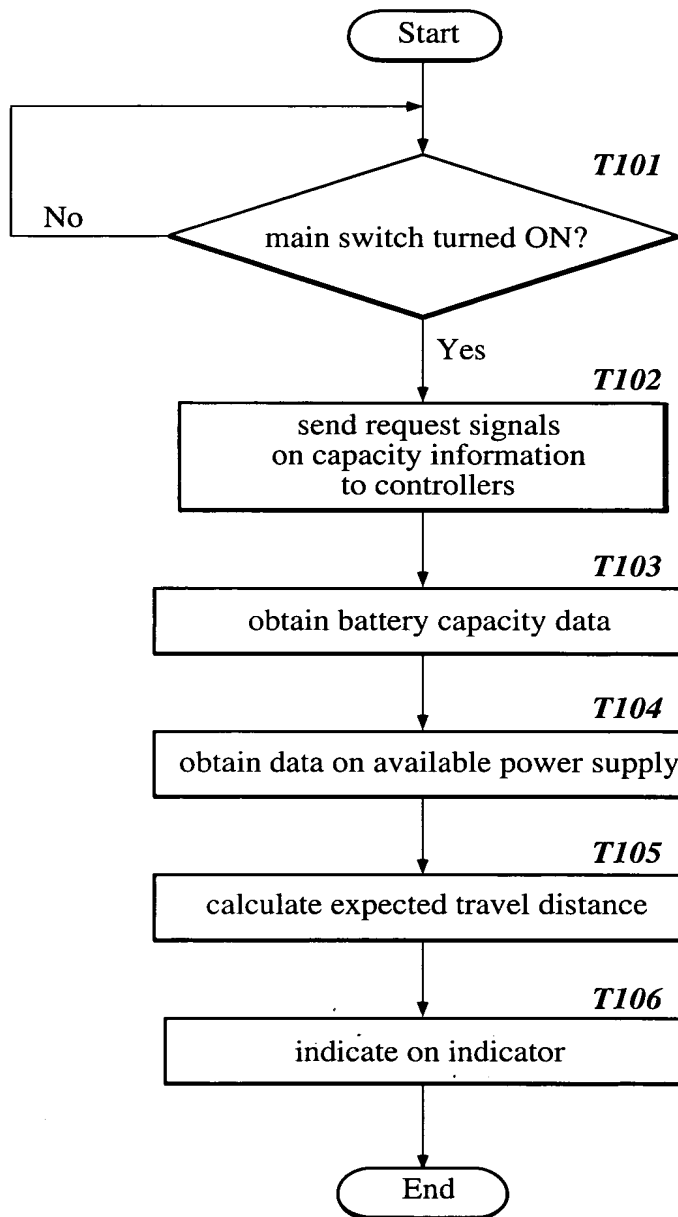 Start
T101
No
main switch turned ON?
Yes
T102
send request signals
on capacity information
to controllers
T103
obtain battery capacity data
T104
obtain data on available power supply
T105
calculate expected travel distance
T106
indicate on indicator
End